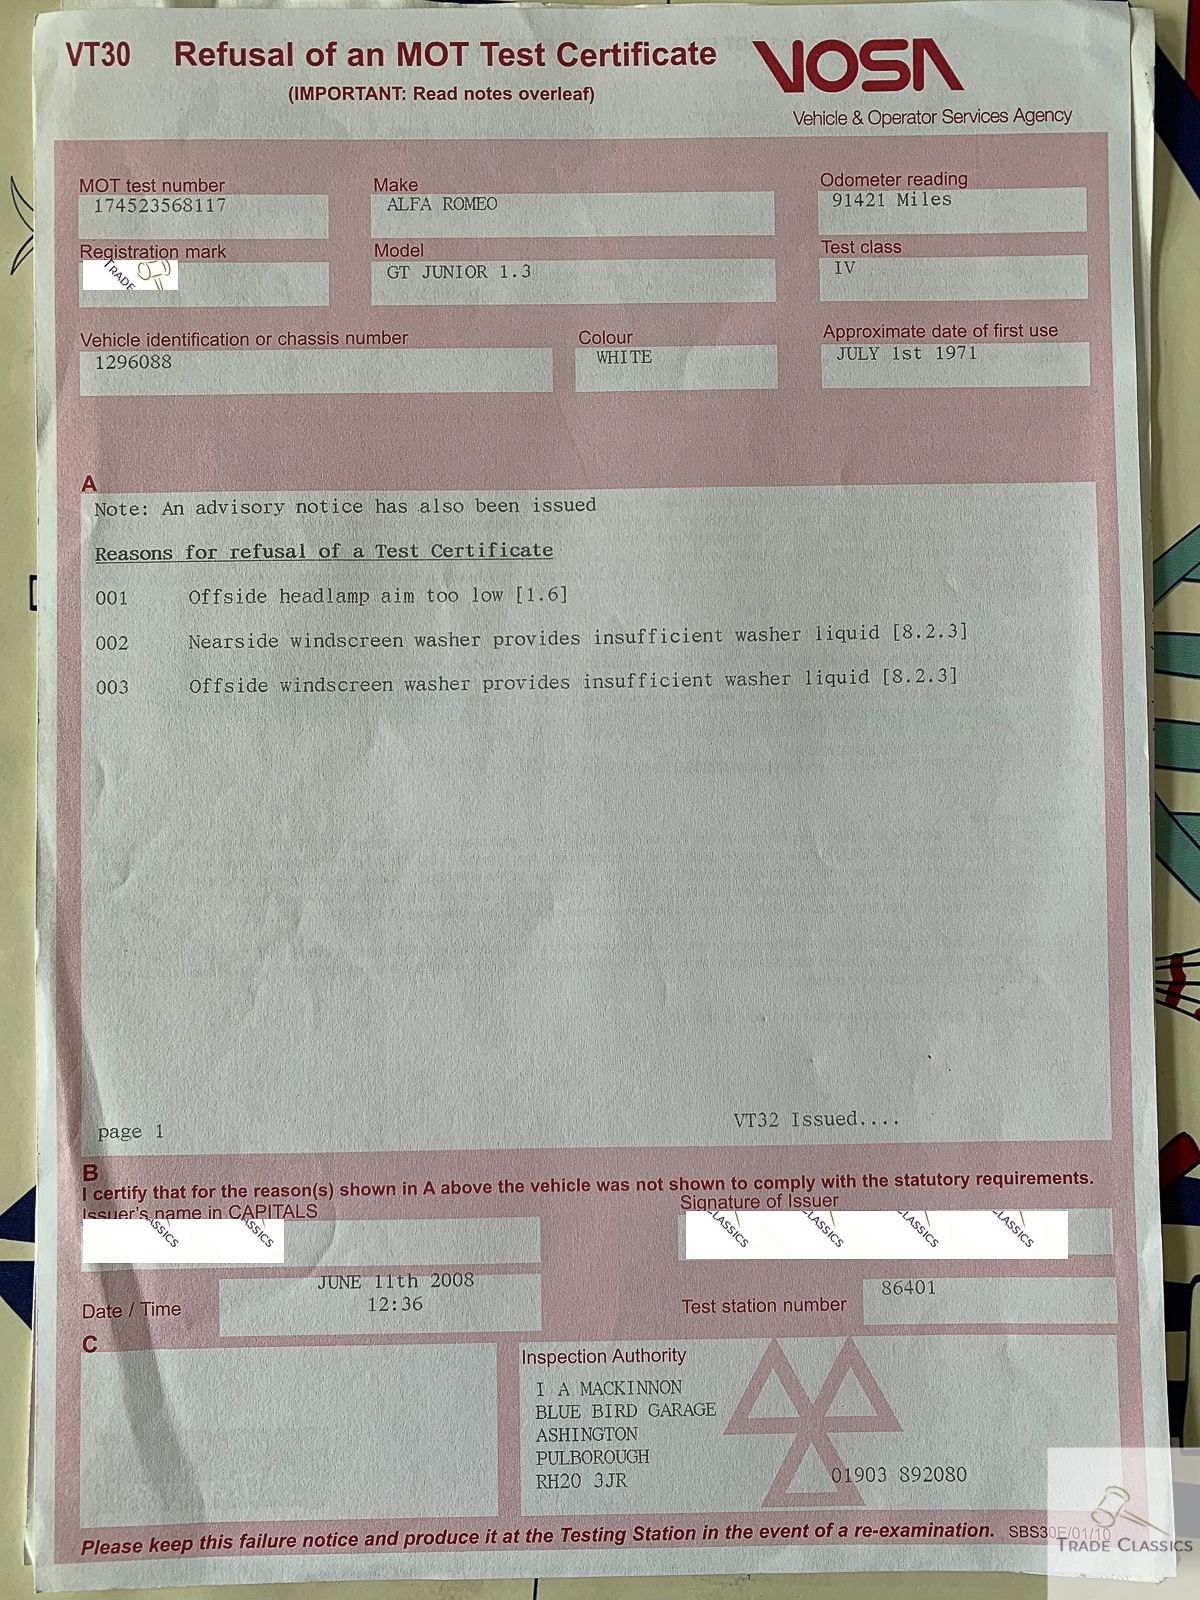 VT30 Refusal of an MOT Test Certificate
(IMPORTANT: Read notes overleaf)
VOSA
Vehicle & Operator Services Agency
MOT test number
174523568117
Make
ALFA ROMEO
Odometer reading
91421 Miles
Registration mark
TRADE
Model
GT JUNIOR 1.3
Test class
IV
Vehicle identification or chassis number
1296088
Colour
WHITE
Approximate date of first use
JULY 1st 1971
A
Note: An advisory notice has also been issued
Reasons for refusal of a Test Certificate
001 Offside headlamp aim too low [1.6]
002 Nearside windscreen washer provides insufficient washer liquid [8.2.3]
003 Offside windscreen washer provides insufficient washer liquid [8.2.3]
page 1
VT32 Issued....
B
I certify that for the reason(s) shown in A above the vehicle was not shown to comply with the statutory requirements.
Issuer's name in CAPITALS
Signature of Issuer
Date / Time
JUNE 11th 2008
12:36
Test station number
86401
C
Inspection Authority
I A MACKINNON
BLUE BIRD GARAGE
ASHINGTON
PULBOROUGH
RH20 3JR
01903 892080
Please keep this failure notice and produce it at the Testing Station in the event of a re-examination.
SBS30E/01/10
TRADE CLASSICS